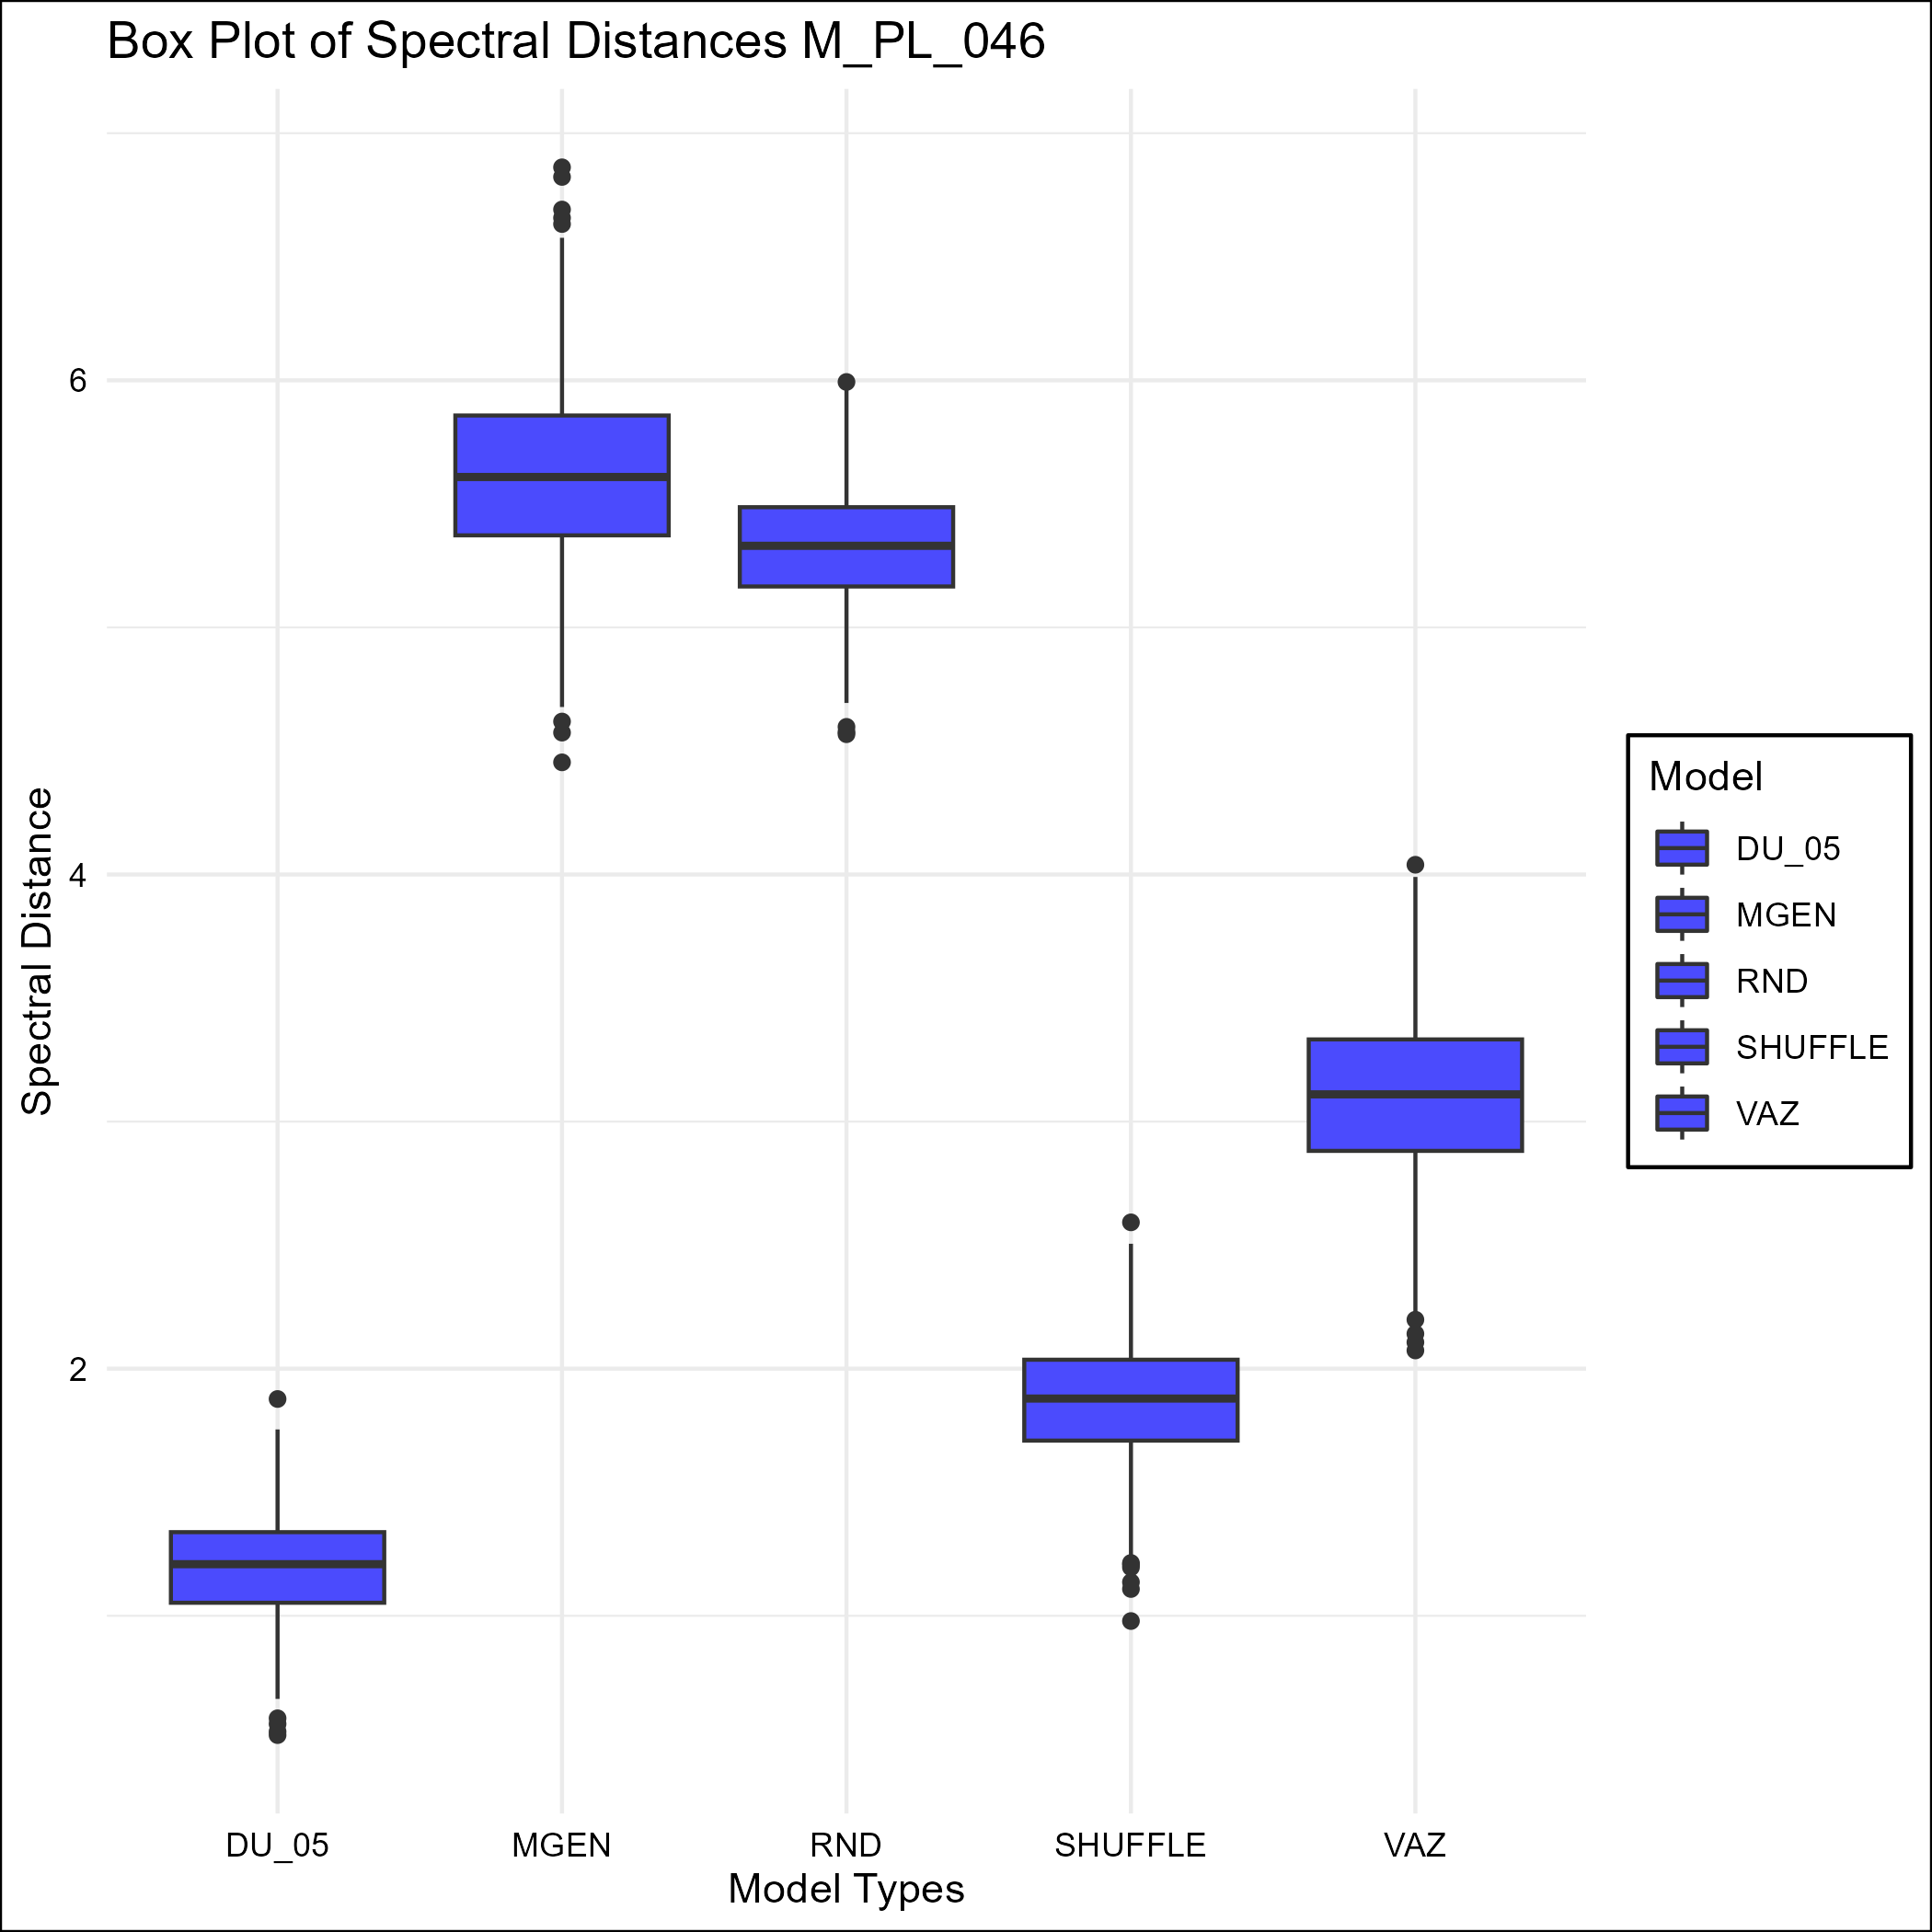 Box Plot of Spectral Distances M_PL_046
6
4
2
Spectral Distance
DU_05
MGEN
RND
SHUFFLE
VAZ
Model Types
Model
DU_05
MGEN
RND
SHUFFLE
VAZ